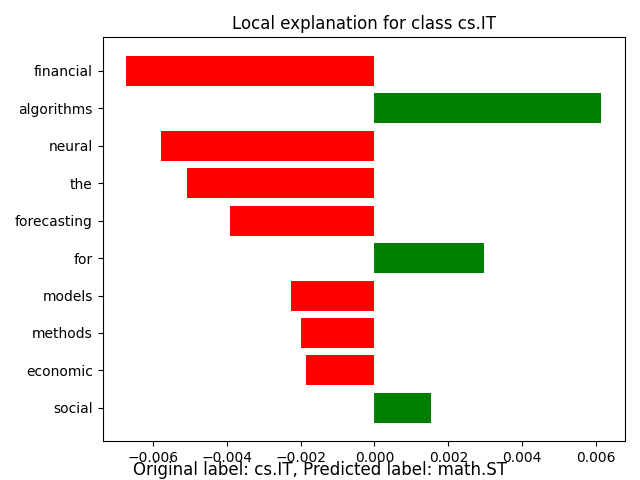 Local explanation for class cs.IT
financial
algorithms
neural
the
forecasting
for
models
methods
economic
social
−0.006 −0.004 −0.002 0.000 0.002 0.004 0.006
Original label: cs.IT, Predicted label: math.ST